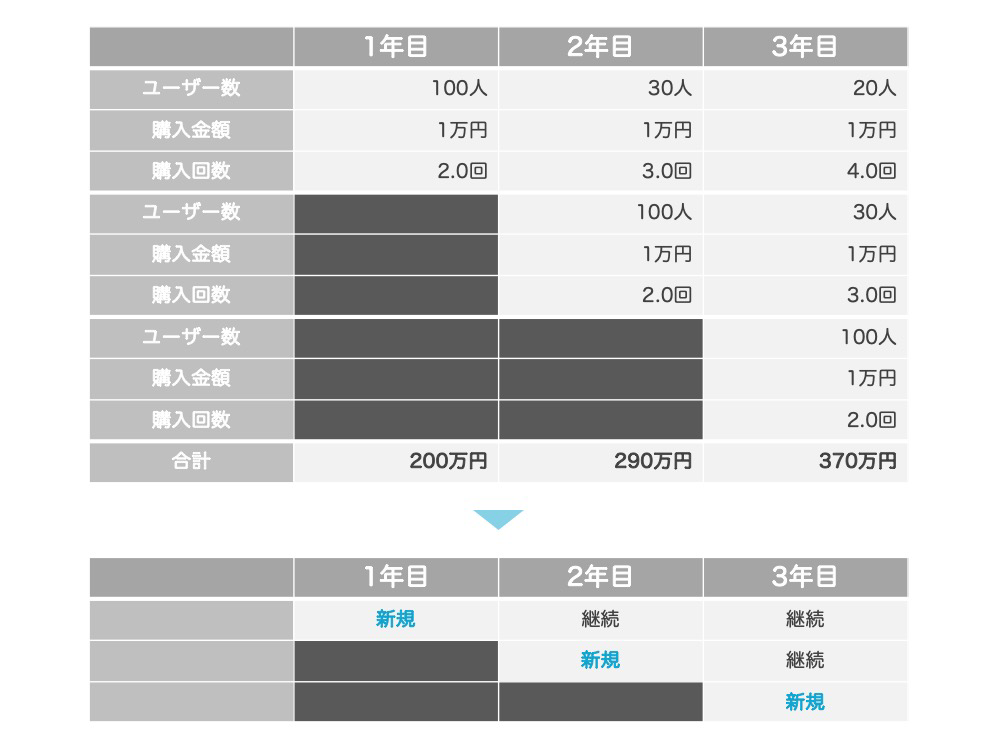 1年目 2年目 3年目
ユーザー数 100人 30人 20人
購入金額 1万円 1万円 1万円
購入回数 2.0回 3.0回 4.0回
ユーザー数 100人 30人
購入金額 1万円 1万円
購入回数 2.0回 3.0回
ユーザー数 100人
購入金額 1万円
購入回数 2.0回
合計 200万円 290万円 370万円
1年目 2年目 3年目
新規 継続 継続
新規 継続
新規